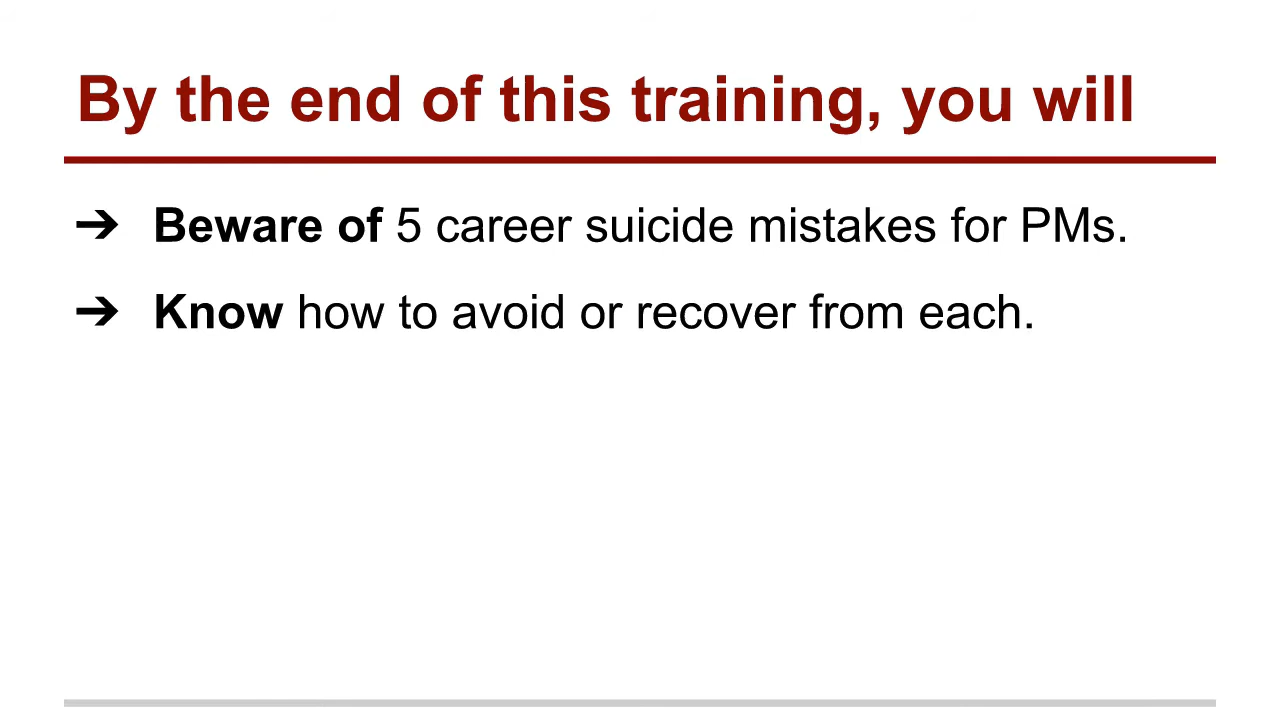 By the end of this training, you will
➔ Beware of 5 career suicide mistakes for PMs.
➔ Know how to avoid or recover from each.